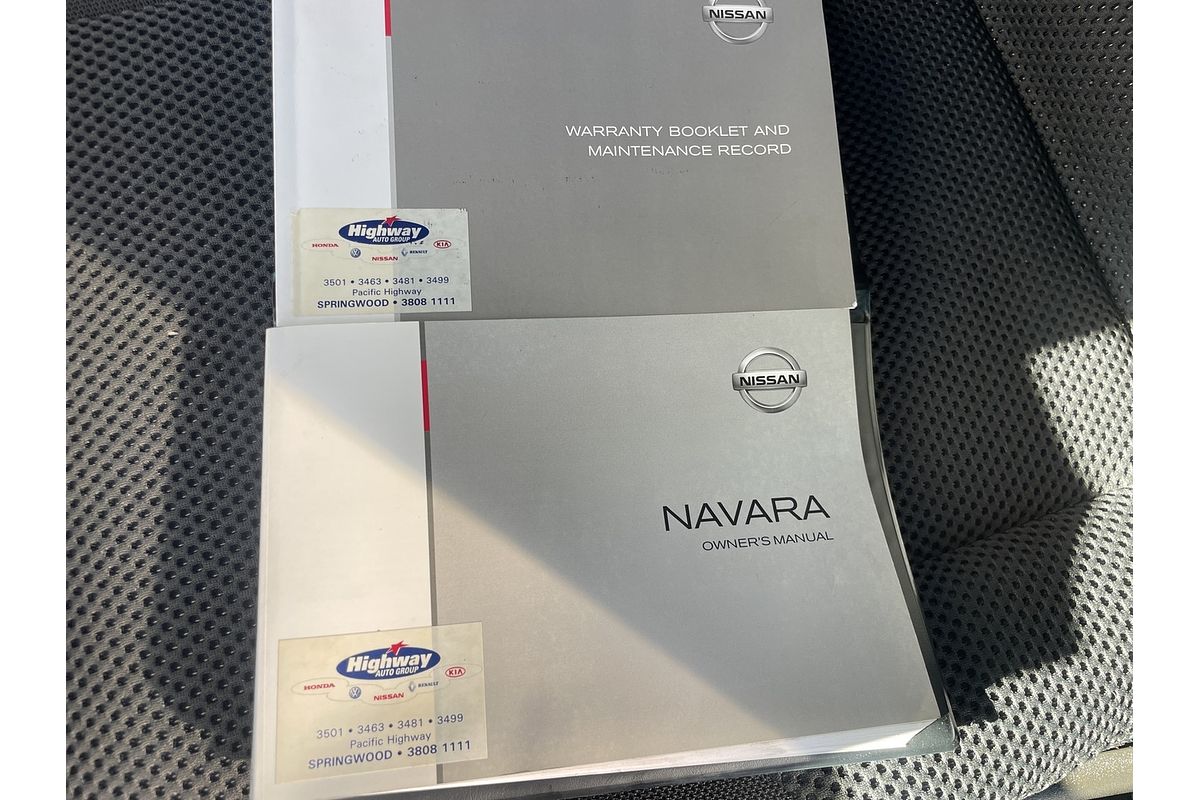 NISSAN
WARRANTY BOOKLET AND
MAINTENANCE RECORD
Highway
AUTO GROUP
HONDA
RENAULT
KIA
NISSAN
3501 • 3463 • 3481 • 3499
Pacific Highway
SPRINGWOOD • 3808 1111
NISSAN
NAVARA
OWNER'S MANUAL
Highway
AUTO GROUP
HONDA
RENAULT
KIA
NISSAN
3501 • 3463 • 3481 • 3499
Pacific Highway
SPRINGWOOD • 3808 1111